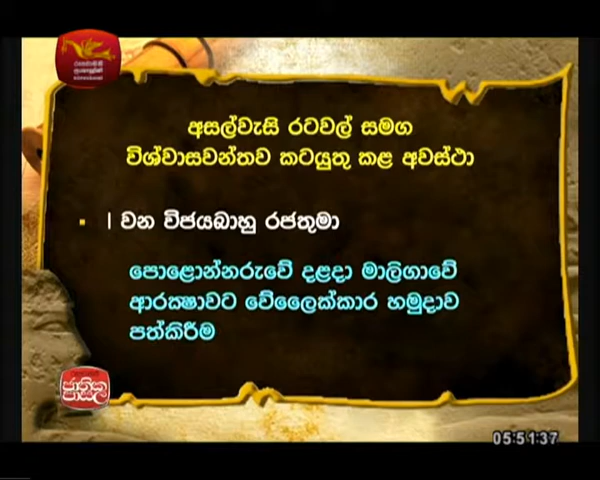 අසල්වැසි රටවල් සමග
විශ්වාසවන්තව කටයුතු කළ අවස්ථා
▪ I වන විජයබාහු රජතුමා
පොළොන්නරුවේ දළදා මාලිගාවේ
ආරක්‍ෂාවට වේලෛක්කාර හමුදාව
පත්කිරීම
ජාතික
පාසල
05:51:37